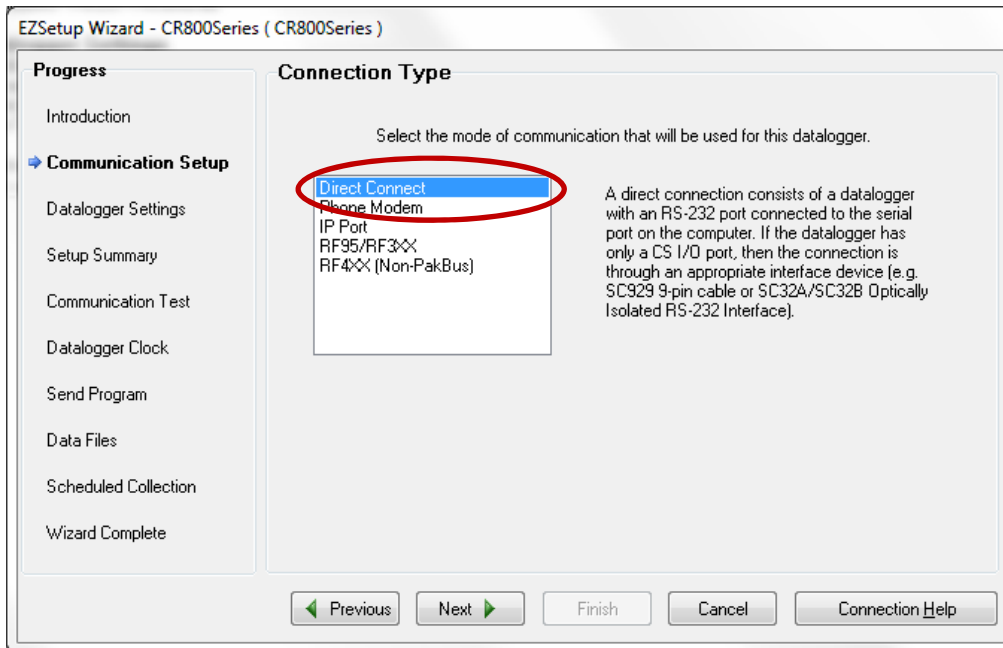 EZSetup Wizard - CR800Series ( CR800Series )
Progress
Introduction
Communication Setup
Datalogger Settings
Setup Summary
Communication Test
Datalogger Clock
Send Program
Data Files
Scheduled Collection
Wizard Complete
Connection Type
Select the mode of communication that will be used for this datalogger.
Direct Connect
Phone Modem
IP Port
RF95/RF3XX
RF4XX (Non-PakBus)
A direct connection consists of a datalogger
with an RS-232 port connected to the serial
port on the computer. If the datalogger has
only a CS I/O port, then the connection is
through an appropriate interface device (e.g.
SC929 9-pin cable or SC32A/SC32B Optically
Isolated RS-232 Interface).
Previous
Next
Finish
Cancel
Connection Help